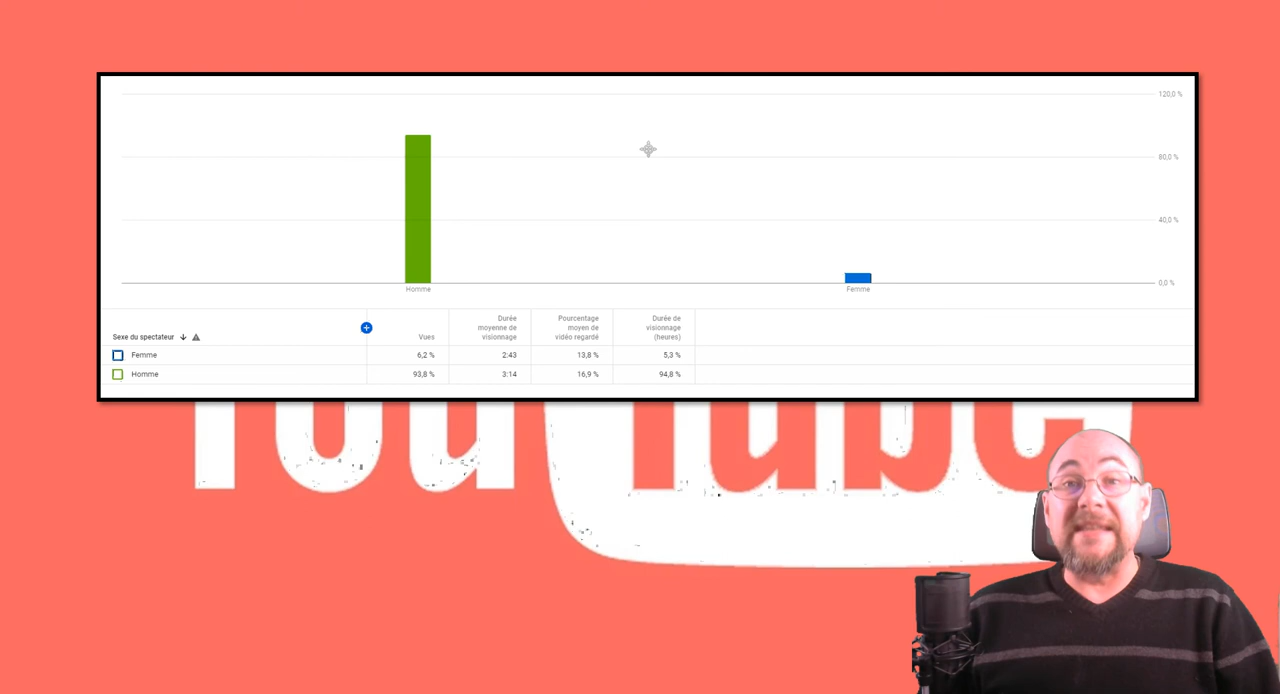 120,0 %
80,0 %
40,0 %
0,0 %
Homme
Femme
Sexe du spectateur
Vues
Durée moyenne de visionnage
Pourcentage moyen de vidéo regardé
Durée de visionnage (heures)
Femme 6,2 % 2:43 13,8 % 5,3 %
Homme 93,8 % 3:14 16,9 % 94,8 %
YouTube